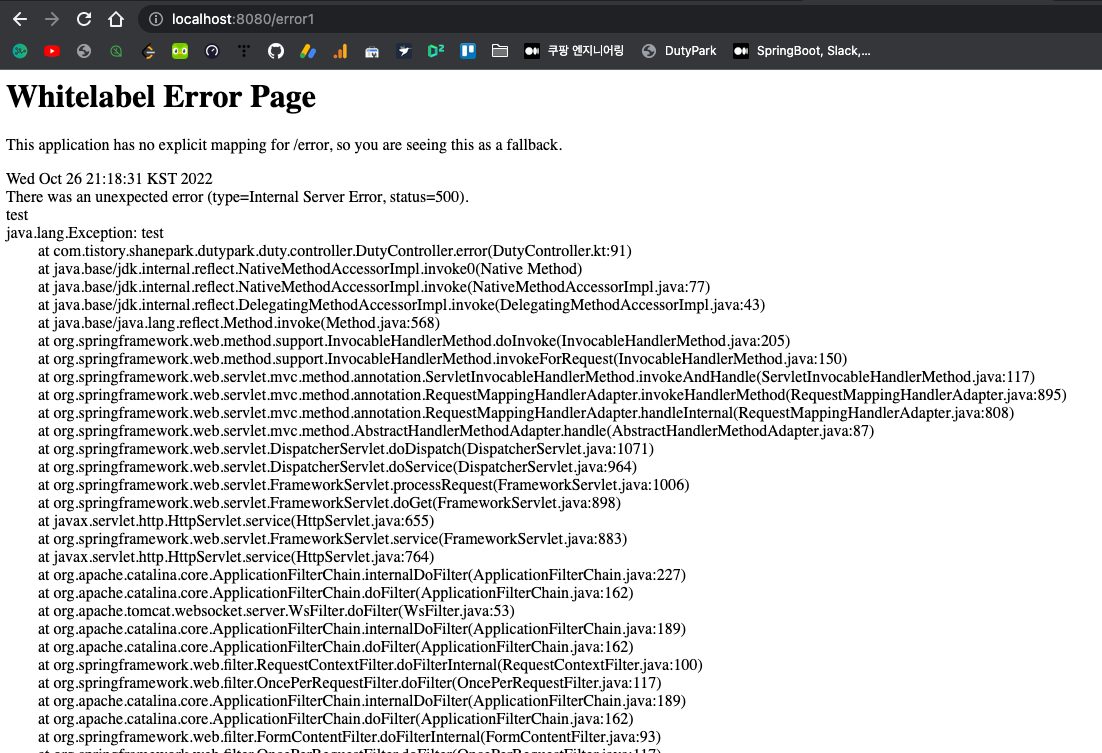 localhost:8080/error1
쿠팡 엔지니어링 DutyPark SpringBoot, Slack,...
Whitelabel Error Page
This application has no explicit mapping for /error, so you are seeing this as a fallback.
Wed Oct 26 21:18:31 KST 2022
There was an unexpected error (type=Internal Server Error, status=500).
test
java.lang.Exception: test
at com.tistory.shanepark.dutypark.duty.controller.DutyController.error(DutyController.kt:91)
at java.base/jdk.internal.reflect.NativeMethodAccessorImpl.invoke0(Native Method)
at java.base/jdk.internal.reflect.NativeMethodAccessorImpl.invoke(NativeMethodAccessorImpl.java:77)
at java.base/jdk.internal.reflect.DelegatingMethodAccessorImpl.invoke(DelegatingMethodAccessorImpl.java:43)
at java.base/java.lang.reflect.Method.invoke(Method.java:568)
at org.springframework.web.method.support.InvocableHandlerMethod.doInvoke(InvocableHandlerMethod.java:205)
at org.springframework.web.method.support.InvocableHandlerMethod.invokeForRequest(InvocableHandlerMethod.java:150)
at org.springframework.web.servlet.mvc.method.annotation.ServletInvocableHandlerMethod.invokeAndHandle(ServletInvocableHandlerMethod.java:117)
at org.springframework.web.servlet.mvc.method.annotation.RequestMappingHandlerAdapter.invokeHandlerMethod(RequestMappingHandlerAdapter.java:895)
at org.springframework.web.servlet.mvc.method.annotation.RequestMappingHandlerAdapter.handleInternal(RequestMappingHandlerAdapter.java:808)
at org.springframework.web.servlet.mvc.method.AbstractHandlerMethodAdapter.handle(AbstractHandlerMethodAdapter.java:87)
at org.springframework.web.servlet.DispatcherServlet.doDispatch(DispatcherServlet.java:1071)
at org.springframework.web.servlet.DispatcherServlet.doService(DispatcherServlet.java:964)
at org.springframework.web.servlet.FrameworkServlet.processRequest(FrameworkServlet.java:1006)
at org.springframework.web.servlet.FrameworkServlet.doGet(FrameworkServlet.java:898)
at javax.servlet.http.HttpServlet.service(HttpServlet.java:655)
at org.springframework.web.servlet.FrameworkServlet.service(FrameworkServlet.java:883)
at javax.servlet.http.HttpServlet.service(HttpServlet.java:764)
at org.apache.catalina.core.ApplicationFilterChain.internalDoFilter(ApplicationFilterChain.java:227)
at org.apache.catalina.core.ApplicationFilterChain.doFilter(ApplicationFilterChain.java:162)
at org.apache.tomcat.websocket.server.WsFilter.doFilter(WsFilter.java:53)
at org.apache.catalina.core.ApplicationFilterChain.internalDoFilter(ApplicationFilterChain.java:189)
at org.apache.catalina.core.ApplicationFilterChain.doFilter(ApplicationFilterChain.java:162)
at org.springframework.web.filter.RequestContextFilter.doFilterInternal(RequestContextFilter.java:100)
at org.springframework.web.filter.OncePerRequestFilter.doFilter(OncePerRequestFilter.java:117)
at org.apache.catalina.core.ApplicationFilterChain.internalDoFilter(ApplicationFilterChain.java:189)
at org.apache.catalina.core.ApplicationFilterChain.doFilter(ApplicationFilterChain.java:162)
at org.springframework.web.filter.FormContentFilter.doFilterInternal(FormContentFilter.java:93)
at org.springframework.web.filter.OncePerRequestFilter.doFilter(OncePerRequestFilter.java:117)